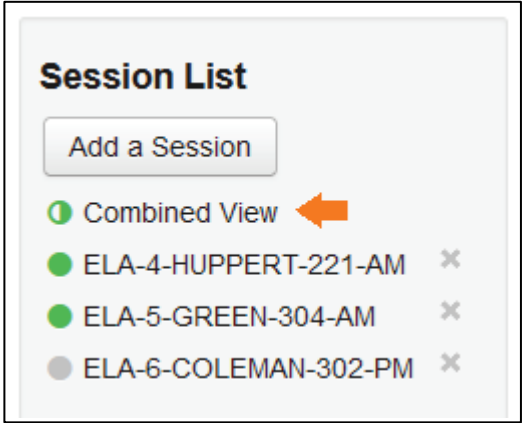 Session List
Add a Session
Combined View
ELA-4-HUPPERT-221-AM
ELA-5-GREEN-304-AM
ELA-6-COLEMAN-302-PM